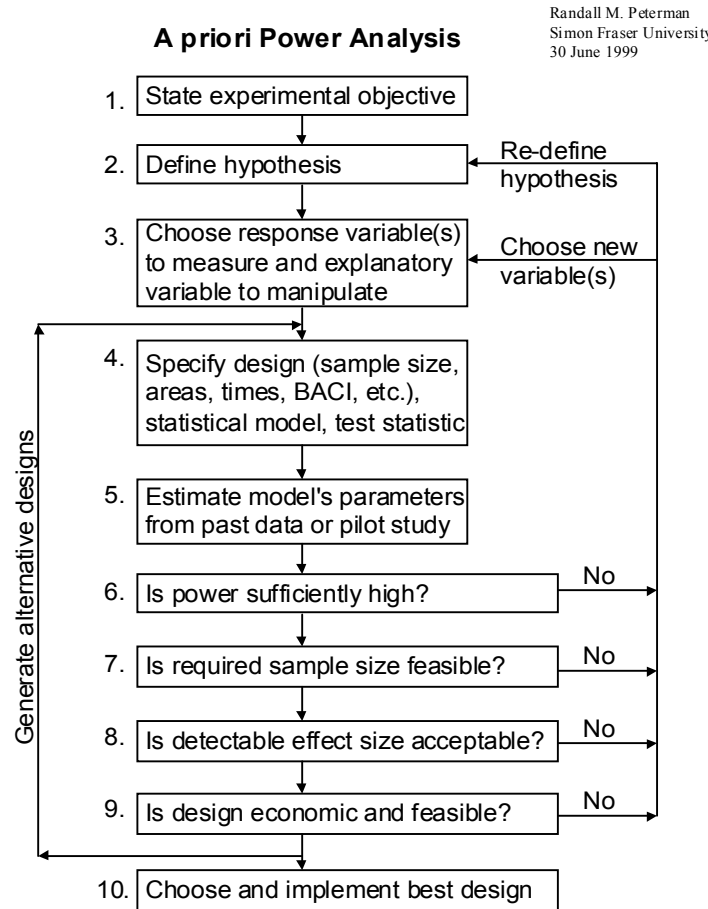 Randall M. Peterman
Simon Fraser University
30 June 1999
A priori Power Analysis
1. State experimental objective
2. Define hypothesis
Re-define
hypothesis
3. Choose response variable(s)
to measure and explanatory
variable to manipulate
Choose new
variable(s)
4. Specify design (sample size,
areas, times, BACI, etc.),
statistical model, test statistic
5. Estimate model's parameters
from past data or pilot study
6. Is power sufficiently high?
No
7. Is required sample size feasible?
No
8. Is detectable effect size acceptable?
No
9. Is design economic and feasible?
No
Generate alternative designs
10. Choose and implement best design